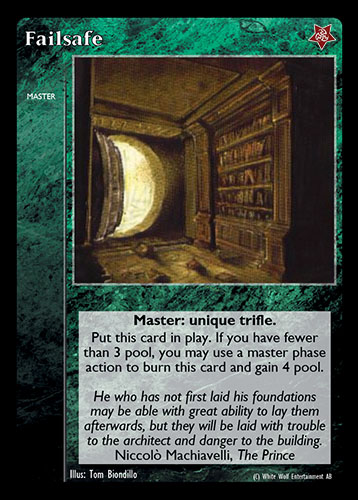 Failsafe
MASTER
Master: unique trifle.
Put this card in play. If you have fewer
than 3 pool, you may use a master phase
action to burn this card and gain 4 pool.
He who has not first laid his foundations
may be able with great ability to lay them
afterwards, but they will be laid with trouble
to the architect and danger to the building.
Niccolò Machiavelli, The Prince
Illus: Tom Biondillo
(C) White Wolf Entertainment AB